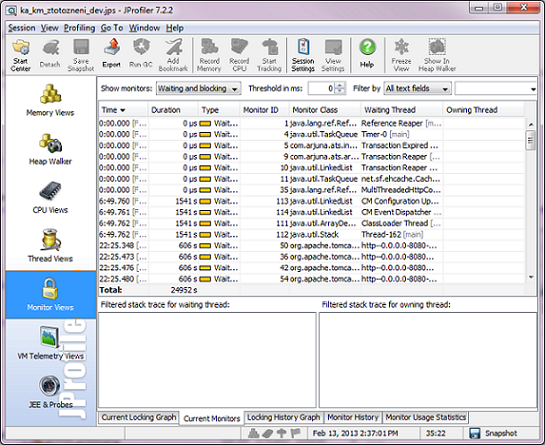 ka_km_ztotozneni_dev.jps - JProfiler 7.2.2
Session View Profiling Go To Window Help
Start Center Detach Save Snapshot Export Run GC Add Bookmark Record Memory Record CPU Start Tracking Session Settings View Settings Help Freeze View Show In Heap Walker
Memory Views
Heap Walker
CPU Views
Thread Views
Monitor Views
VM Telemetry Views
JEE & Probes
JProfiler
Show monitors: Waiting and blocking Threshold in ms: 0 Filter by All text fields
Time Duration Type Monitor ID Monitor Class Waiting Thread Owning Thread
0:00.000 [F... 0 µs Wait... 1 java.lang.ref.Ref... Reference Reaper [m...
0:00.000 [F... 0 µs Wait... 4 java.util.TaskQueue Timer-0 [main]
0:00.000 [F... 0 µs Wait... 5 com.arjuna.ats.in... Transaction Expired ...
0:00.000 [F... 0 µs Wait... 9 com.arjuna.ats.ar... Transaction Reaper [...
0:00.000 [F... 0 µs Wait... 10 java.util.LinkedList Transaction Reaper ...
0:00.000 [F... 0 µs Wait... 11 java.util.TaskQueue net.sf.ehcache.Cach...
0:00.000 [F... 0 µs Wait... 35 java.lang.ref.Ref... MultiThreadedHttpCo...
6:49.760 [... 1541 s Wait... 113 java.util.LinkedList CM Configuration Up...
6:49.761 [... 1541 s Wait... 114 java.util.LinkedList CM Event Dispatcher ...
6:49.762 [... 1541 s Wait... 111 java.util.ArrayDe... ClassLoader Thread [...
6:49.762 [... 1541 s Wait... 112 java.util.Stack Thread-162 [main]
22:25.348 [... 606 s Wait... 50 org.apache.tomca... http-0.0.0.0-8080-...
22:25.473 [... 606 s Wait... 36 org.apache.tomca... http-0.0.0.0-8080-...
22:25.476 [... 606 s Wait... 42 org.apache.tomca... http-0.0.0.0-8080-...
22:25.480 [... 606 s Wait... 54 org.apache.tomca... http-0.0.0.0-8080-...
Total: 24952 s
Filtered stack trace for waiting thread: Filtered stack trace for owning thread:
Current Locking Graph Current Monitors Locking History Graph Monitor History Monitor Usage Statistics
Feb 13, 2013 2:37:01 PM 35:22 Snapshot